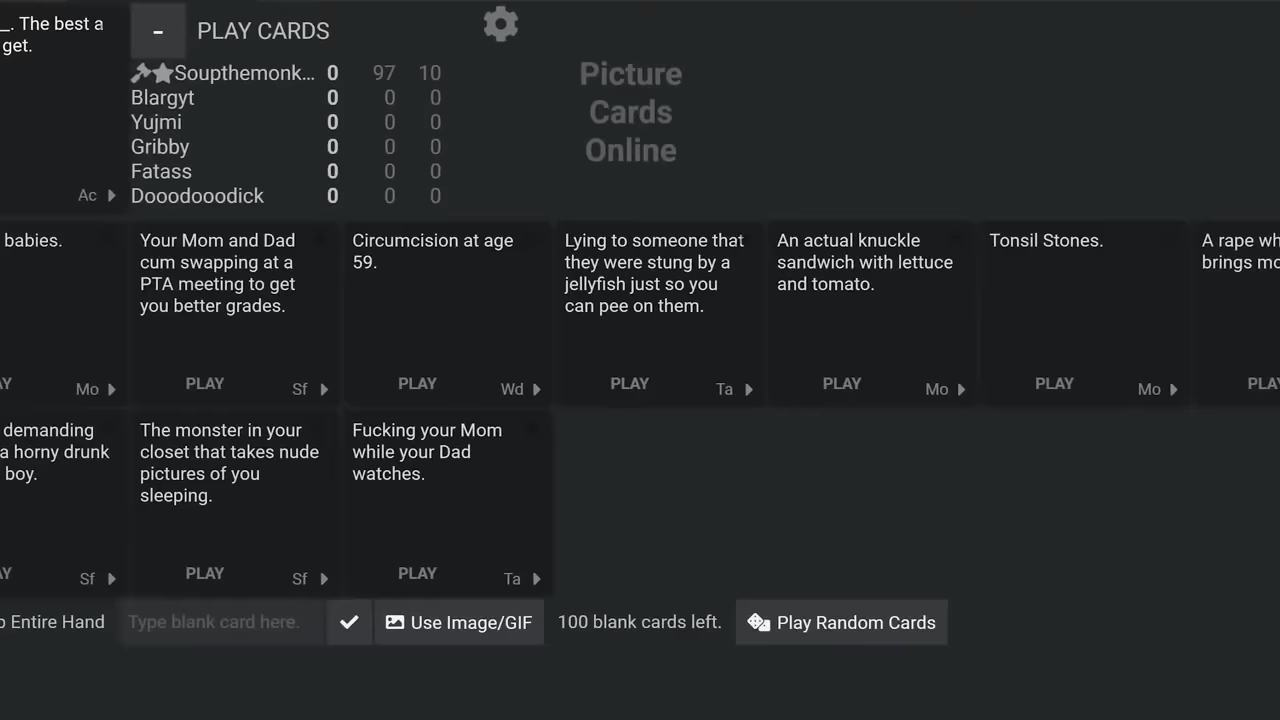 _. The best a
get.
Ac
-
PLAY CARDS
Soupthemonk... 0 97 10
Blargyt 0 0 0
Yujmi 0 0 0
Gribby 0 0 0
Fatass 0 0 0
Dooodooodick 0 0 0
Picture
Cards
Online
babies.
AY
Mo
Your Mom and Dad
cum swapping at a
PTA meeting to get
you better grades.
PLAY
Sf
Circumcision at age
59.
PLAY
Wd
Lying to someone that
they were stung by a
jellyfish just so you
can pee on them.
PLAY
Ta
An actual knuckle
sandwich with lettuce
and tomato.
PLAY
Mo
Tonsil Stones.
PLAY
Mo
A rape wh
brings mo
PLA
demanding
a horny drunk
boy.
AY
Sf
The monster in your
closet that takes nude
pictures of you
sleeping.
PLAY
Sf
Fucking your Mom
while your Dad
watches.
PLAY
Ta
p Entire Hand
Type blank card here.
Use Image/GIF
100 blank cards left.
Play Random Cards